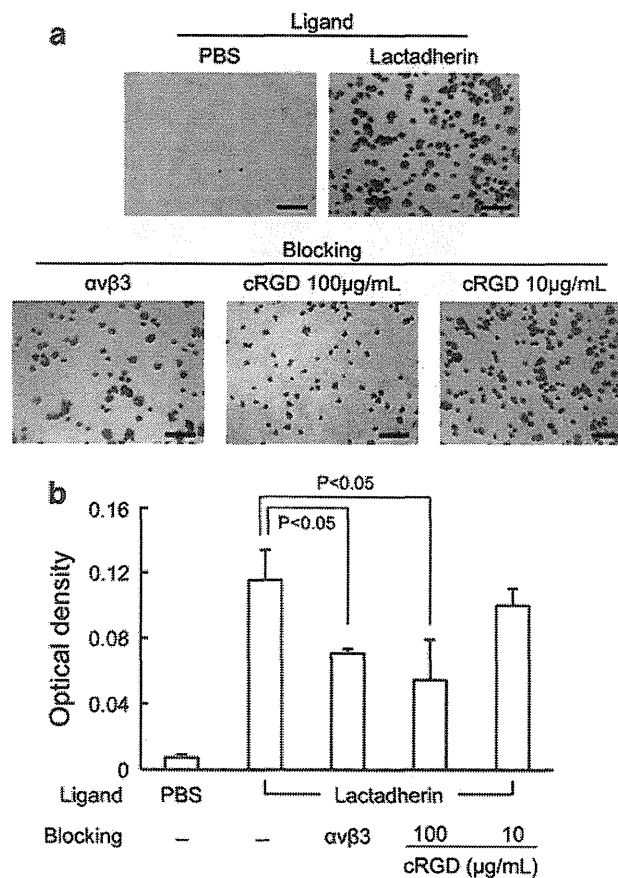 a
Ligand
PBS Lactadherin
Blocking
αvβ3 cRGD 100μg/mL cRGD 10μg/mL
b
P<0.05
P<0.05
0.16
0.12
0.08
0.04
0
Optical density
Ligand PBS Lactadherin
Blocking – – αvβ3 100 10
cRGD (μg/mL)